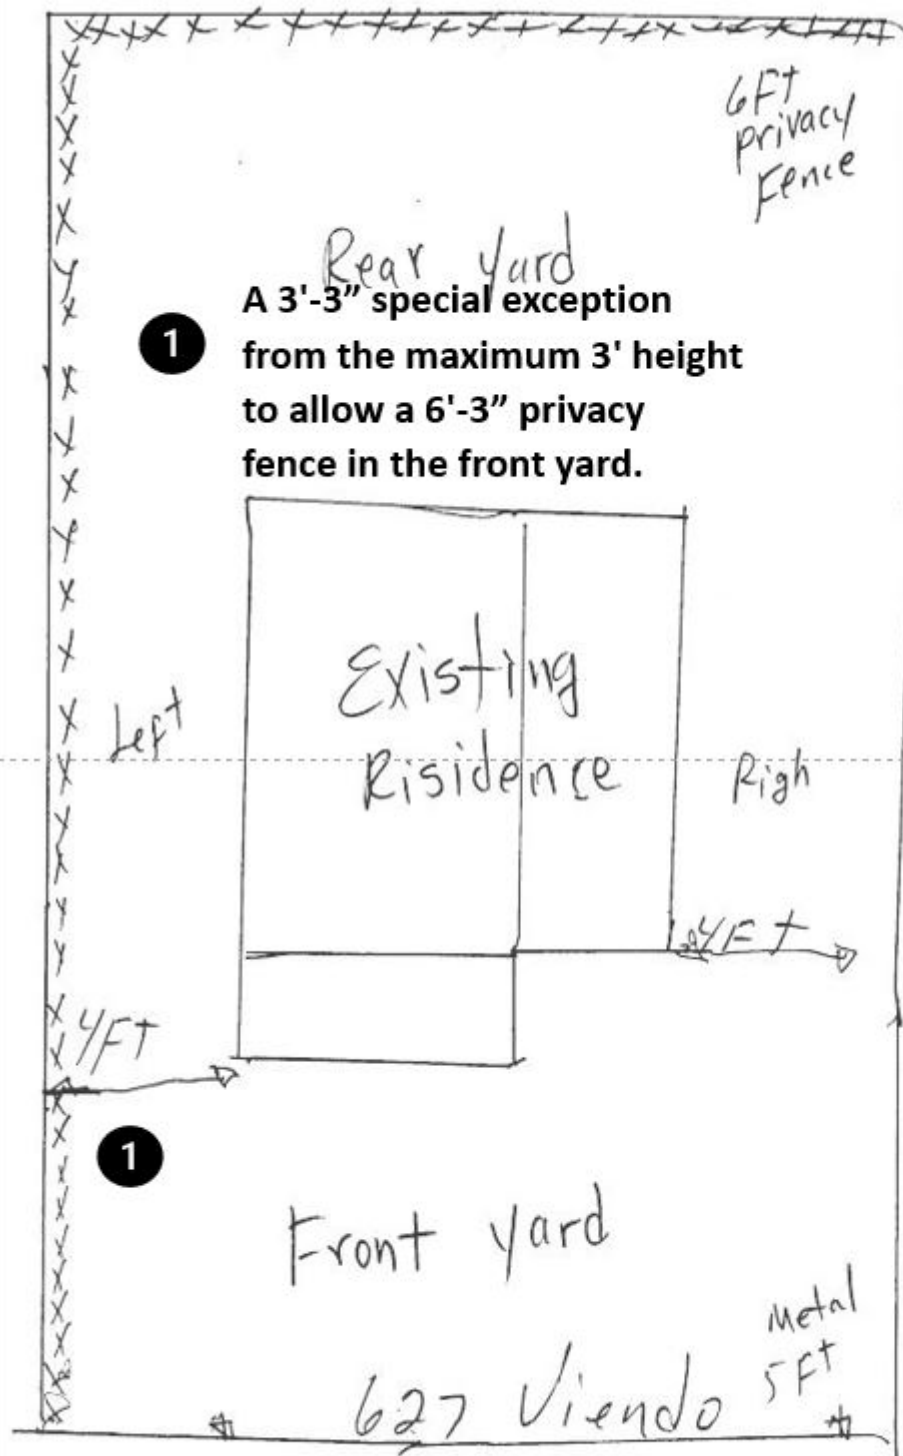 6Ft
privacy
Fence
Rear yard
1
A 3'-3” special exception
from the maximum 3' height
to allow a 6'-3” privacy
fence in the front yard.
Existing
Risidence
Left
Righ
4Ft
4Ft
1
Front yard
Metal
5Ft
627 Viendo